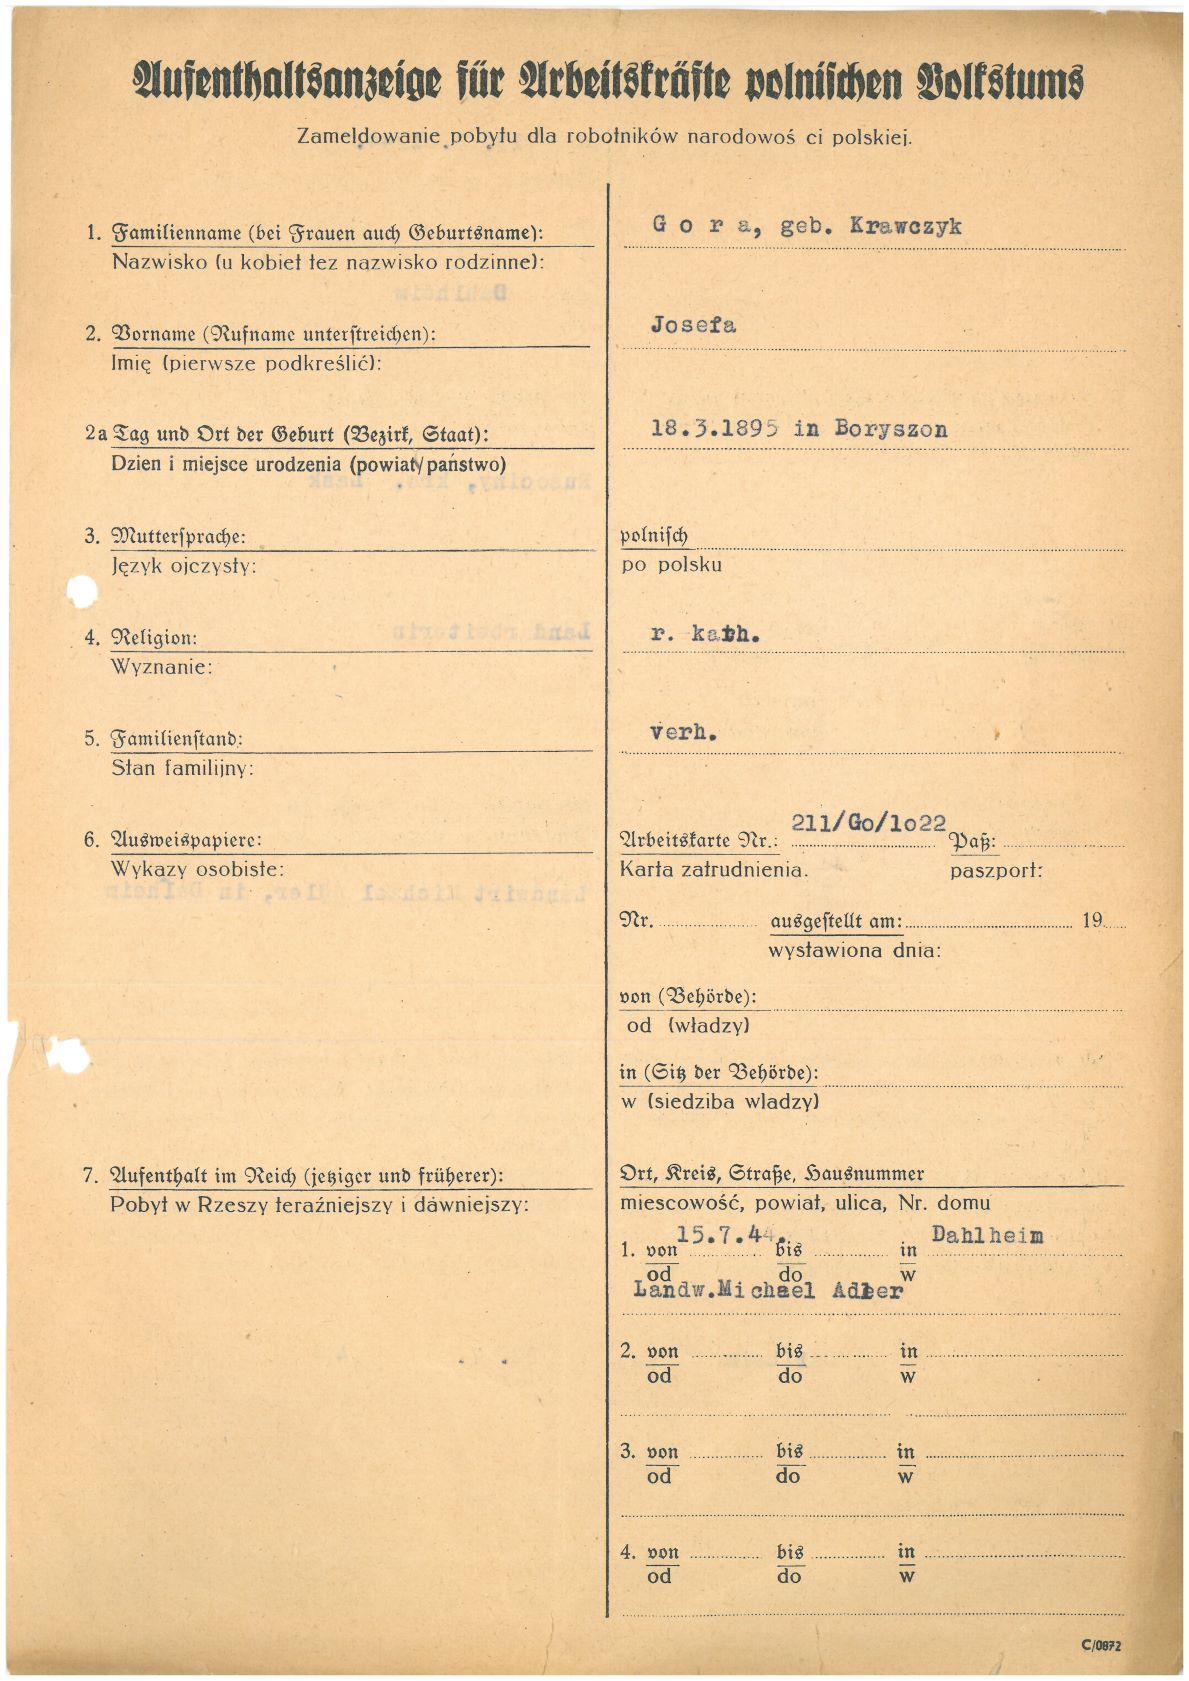 Aufenthaltsanzeige für Arbeitskräfte polnischen Volkstums
Zameldowanie pobytu dla robotników narodowoś ci polskiej.
1. Familienname (bei Frauen auch Geburtsname):
Nazwisko (u kobiet też nazwisko rodzinne):
G o r a, geb. Krawczyk
2. Vorname (Rufname unterstreichen):
Imię (pierwsze podkreślić):
Josefa
2a Tag und Ort der Geburt (Bezirk, Staat):
Dzien i miejsce urodzenia (powiat/państwo)
18.3.1895 in Boryszon
3. Muttersprache:
Język ojczysty:
polnisch
po polsku
4. Religion:
Wyznanie:
r. kath.
5. Familienstand:
Stan familijny:
verh.
6. Ausweispapiere:
Wykazy osobiste:
Arbeitskarte Nr.: 211/Go/1o22 Paß:
Karta zatrudnienia. paszport:
Nr. ausgestellt am: 19
wystawiona dnia:
von (Behörde):
od (władzy)
in (Sitz der Behörde):
w (siedziba wladzy)
7. Aufenthalt im Reich (jetziger und früherer):
Pobyt w Rzeszy teraźniejszy i dáwniejszy:
Ort, Kreis, Straße, Hausnummer
miescowość, powiat, ulica, Nr. domu
1. von 15.7.44. bis in Dahlheim
od do w
Landw.Michael Adler
2. von bis in
od do w
3. von bis in
od do w
4. von bis in
od do w
C/0872